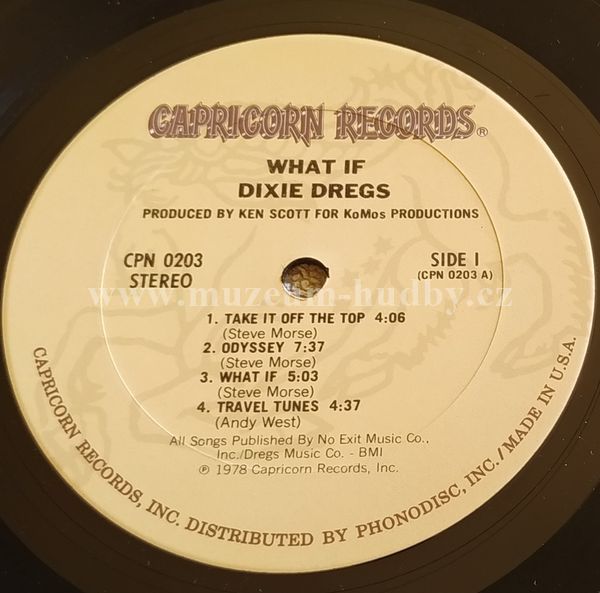 CAPRICORN RECORDS®
WHAT IF
DIXIE DREGS
PRODUCED BY KEN SCOTT FOR KoMos PRODUCTIONS
CPN 0203
STEREO
SIDE I
(CPN 0203 A)
www.muzeum-hudby.cz
1. TAKE IT OFF THE TOP 4:06
(Steve Morse)
2. ODYSSEY 7:37
(Steve Morse)
3. WHAT IF 5:03
(Steve Morse)
4. TRAVEL TUNES 4:37
(Andy West)
All Songs Published By No Exit Music Co.,
Inc./Dregs Music Co. - BMI
℗ 1978 Capricorn Records, Inc.
CAPRICORN RECORDS, INC. DISTRIBUTED BY PHONODISC, INC./MADE IN U.S.A.